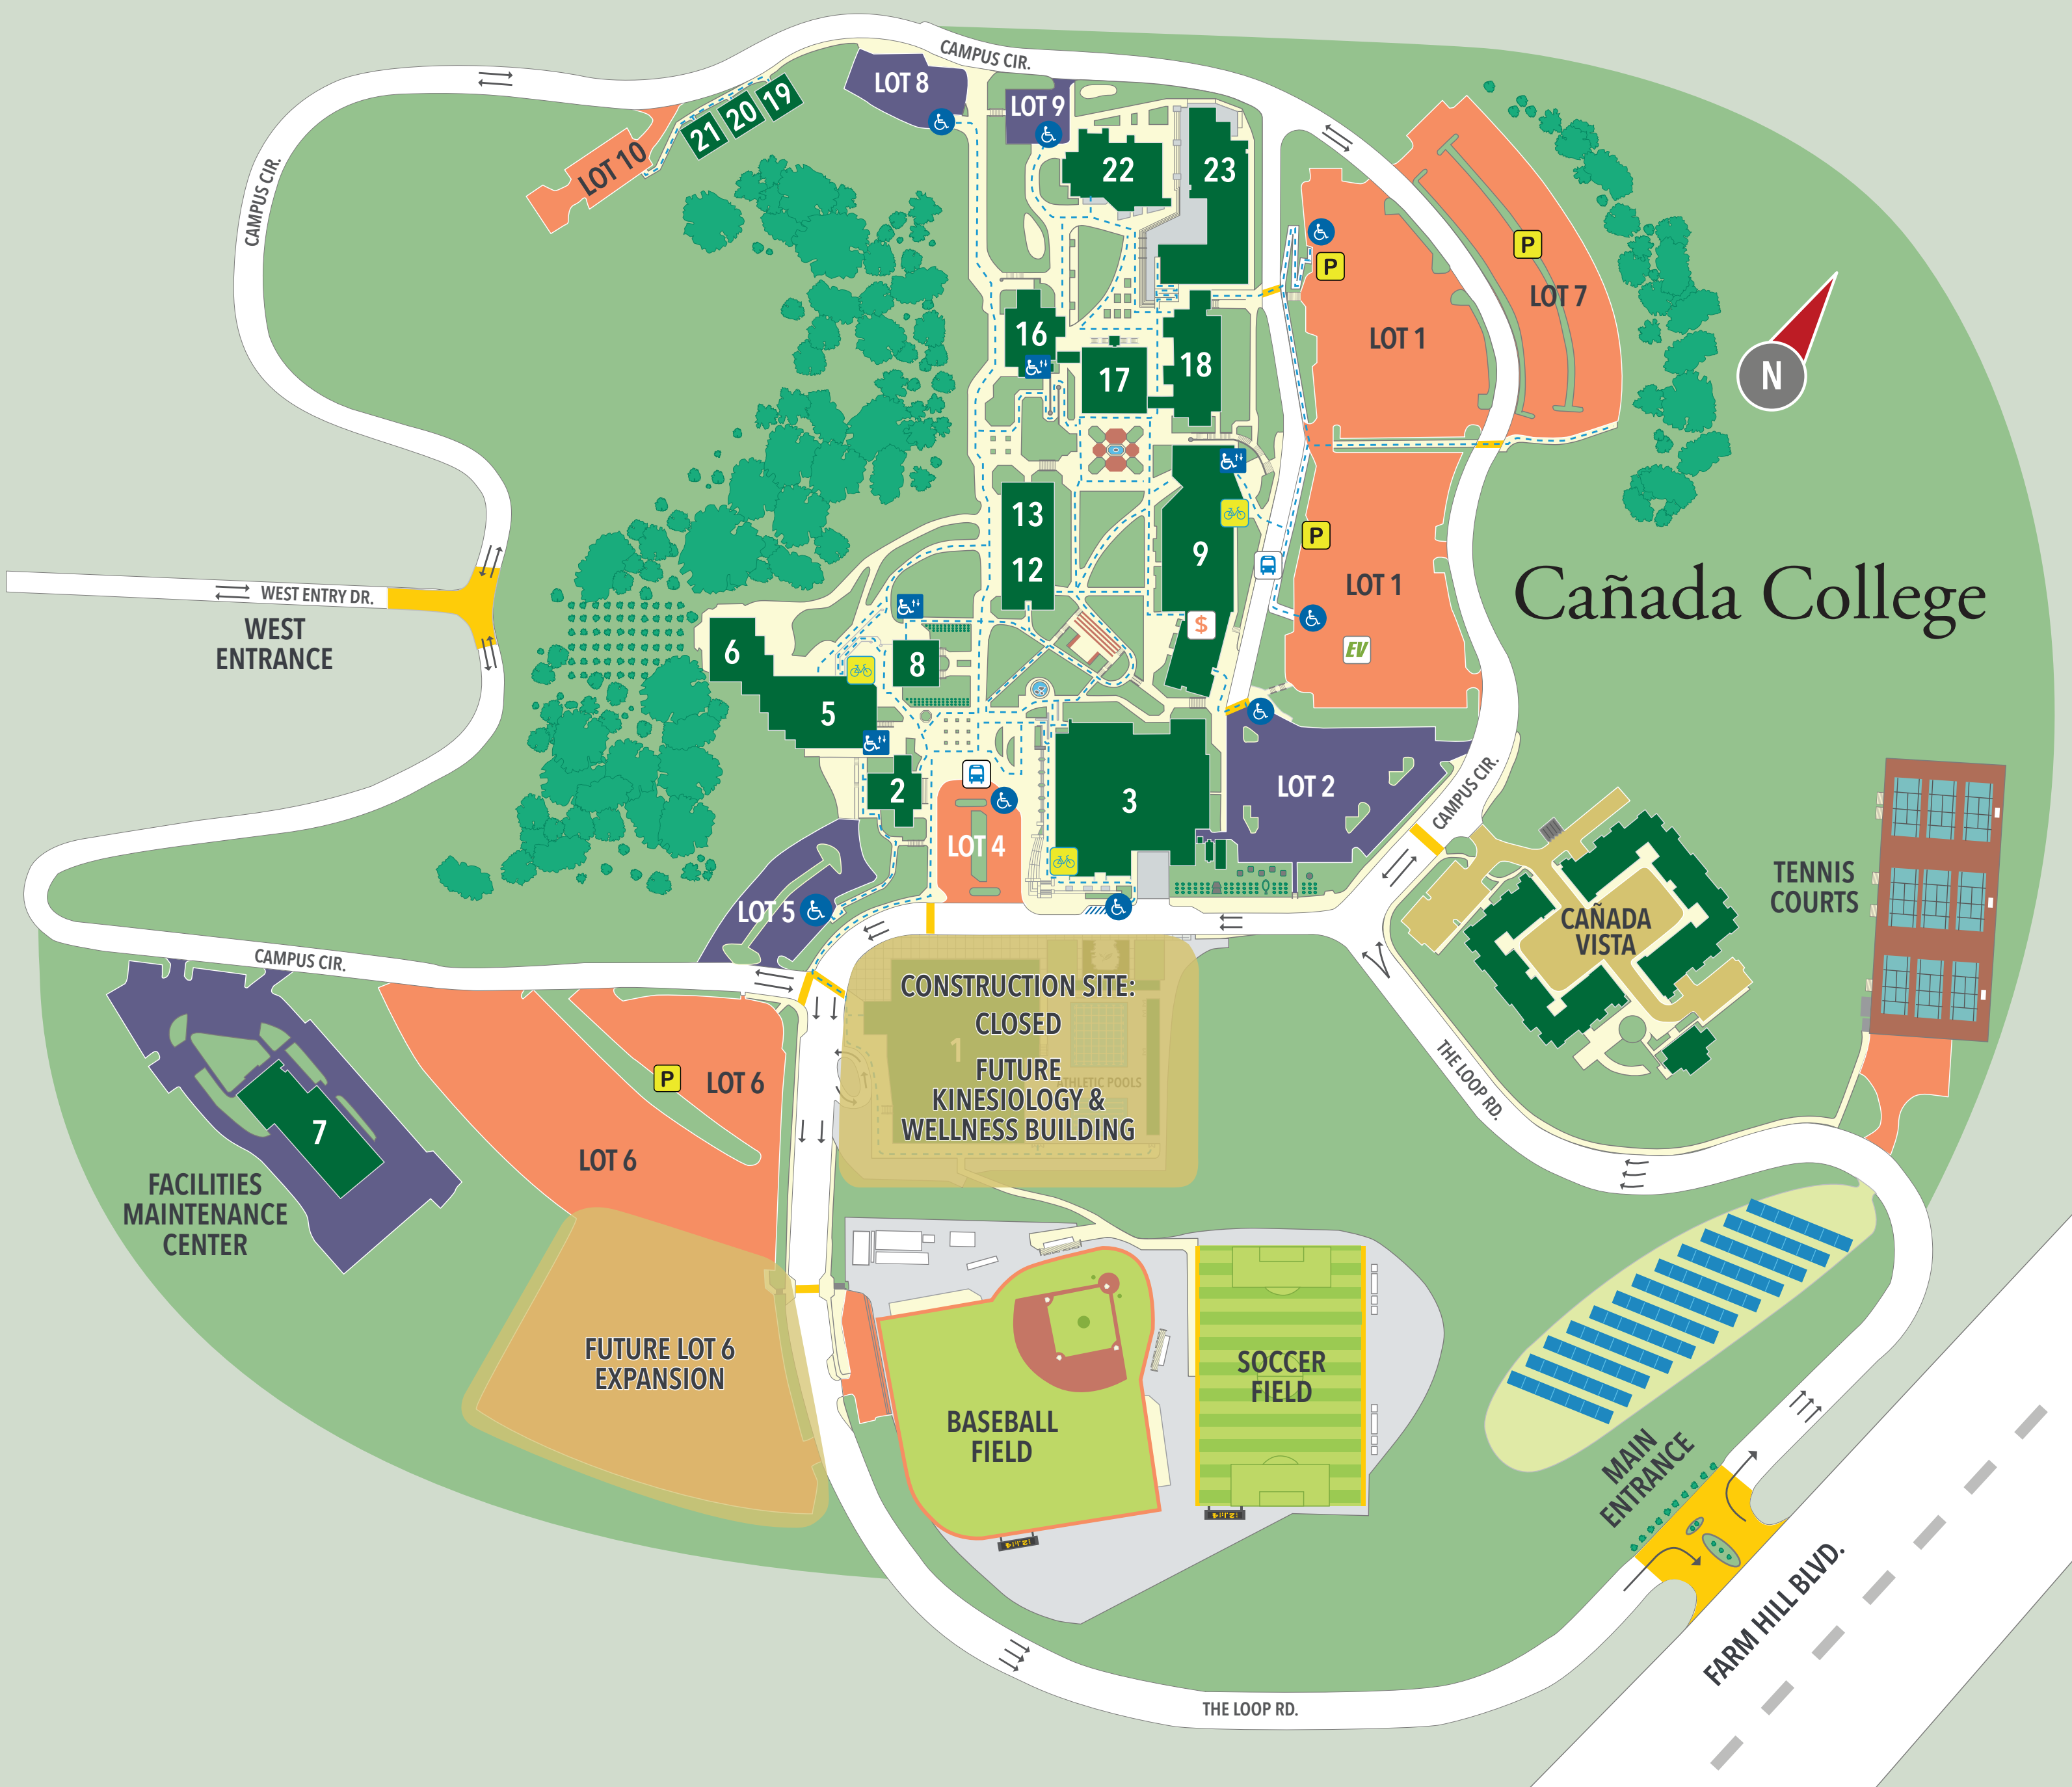 CAMPUS CIR.
LOT 8
LOT 9
19
20
21
LOT 10
CAMPUS CIR.
22
23
P
P
LOT 7
LOT 1
16
17
18
N
13
12
9
P
LOT 1
$
EV
Cañada College
WEST ENTRY DR.
WEST
ENTRANCE
6
8
5
2
3
LOT 4
LOT 2
CAMPUS CIR.
LOT 5
CAÑADA
VISTA
TENNIS
COURTS
CAMPUS CIR.
CONSTRUCTION SITE:
CLOSED
1
FUTURE
ATHLETIC POOLS
KINESIOLOGY &
WELLNESS BUILDING
THE LOOP RD.
P
LOT 6
LOT 6
7
FACILITIES
MAINTENANCE
CENTER
FUTURE LOT 6
EXPANSION
BASEBALL
FIELD
SOCCER
FIELD
MAIN
ENTRANCE
FARM HILL BLVD.
THE LOOP RD.